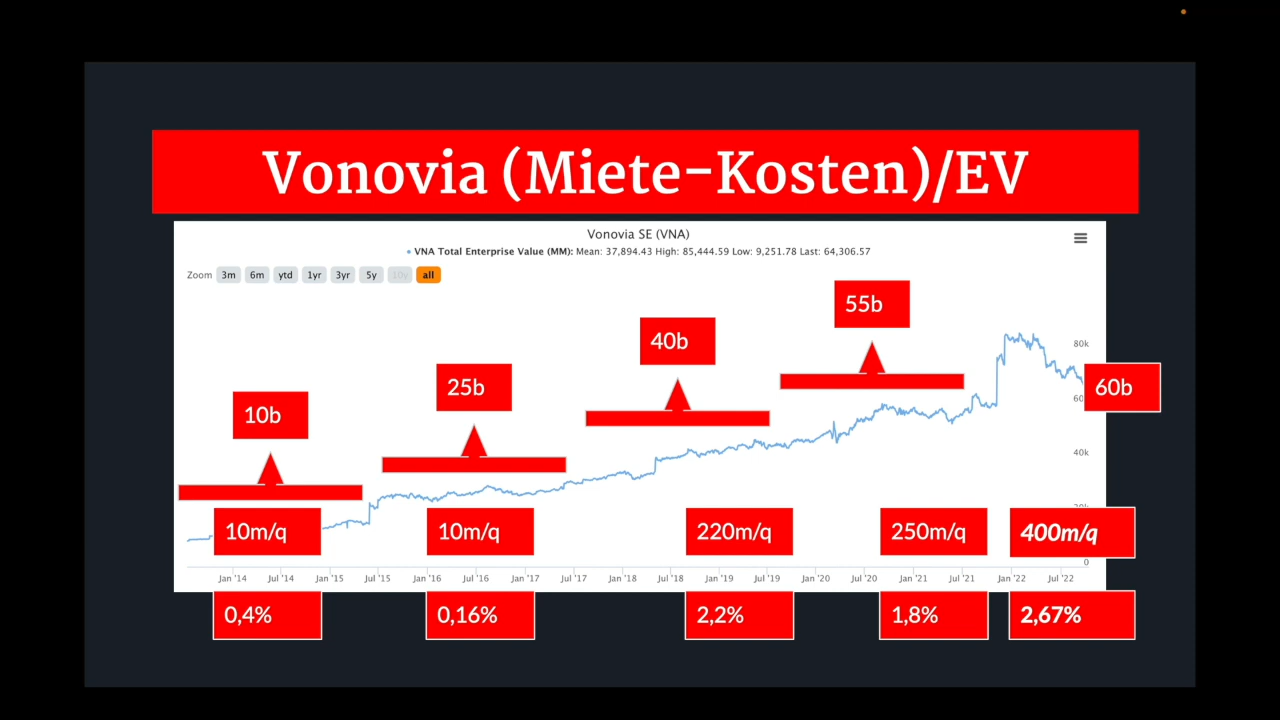 Vonovia (Miete-Kosten)/EV
Vonovia SE (VNA)
VNA Total Enterprise Value (MM): Mean: 37,894.43 High: 85,444.59 Low: 9,251.78 Last: 64,306.57
Zoom 3m 6m ytd 1yr 3yr 5y 10y all
55b
40b
80k
25b
60b
10b
40k
10m/q 10m/q 220m/q 250m/q 400m/q
0
Jan '14 Jul '14 Jan '15 Jul '15 Jan '16 Jul '16 Jan '17 Jul '17 Jan '18 Jul '18 Jan '19 Jul '19 Jan '20 Jul '20 Jan '21 Jul '21 Jan '22 Jul '22
0,4% 0,16% 2,2% 1,8% 2,67%